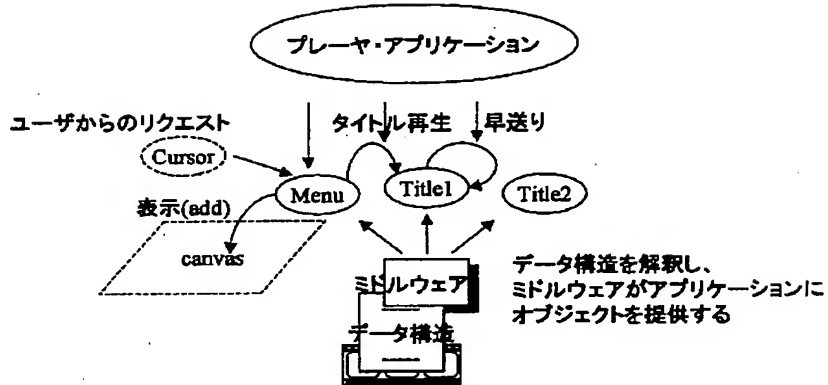 プレーヤ・アプリケーション
ユーザからのリクエスト
タイトル再生
早送り
Cursor
Menu
Title1
Title2
表示(add)
canvas
ミドルウェア
データ構造
データ構造を解釈し、
ミドルウェアがアプリケーションに
オブジェクトを提供する